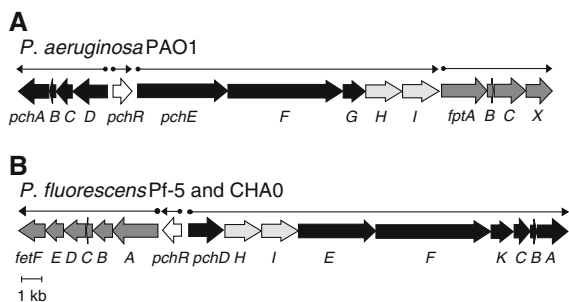 A
P. aeruginosa PAO1
pchA B C D pchR pchE F G H I fptA B C X
B
P. fluorescens Pf-5 and CHA0
fetF E D C B A pchR pchD H I E F K C B A
1 kb